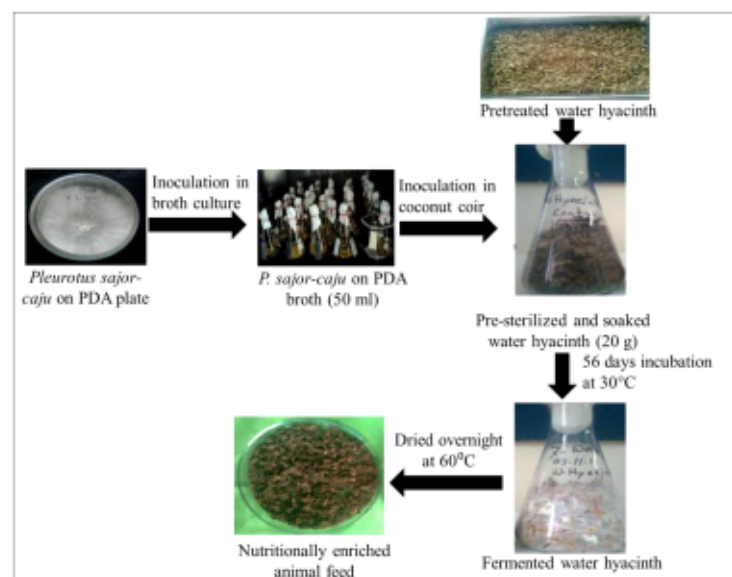 Pretreated water hyacinth
Inoculation in
broth culture
Inoculation in
coconut coir
Pleurotus sajor-
caju on PDA plate
P. sajor-caju on PDA
broth (50 ml)
Pre-sterilized and soaked
water hyacinth (20 g)
56 days incubation
at 30°C
Dried overnight
at 60⁰C
Nutritionally enriched
animal feed
Fermented water hyacinth